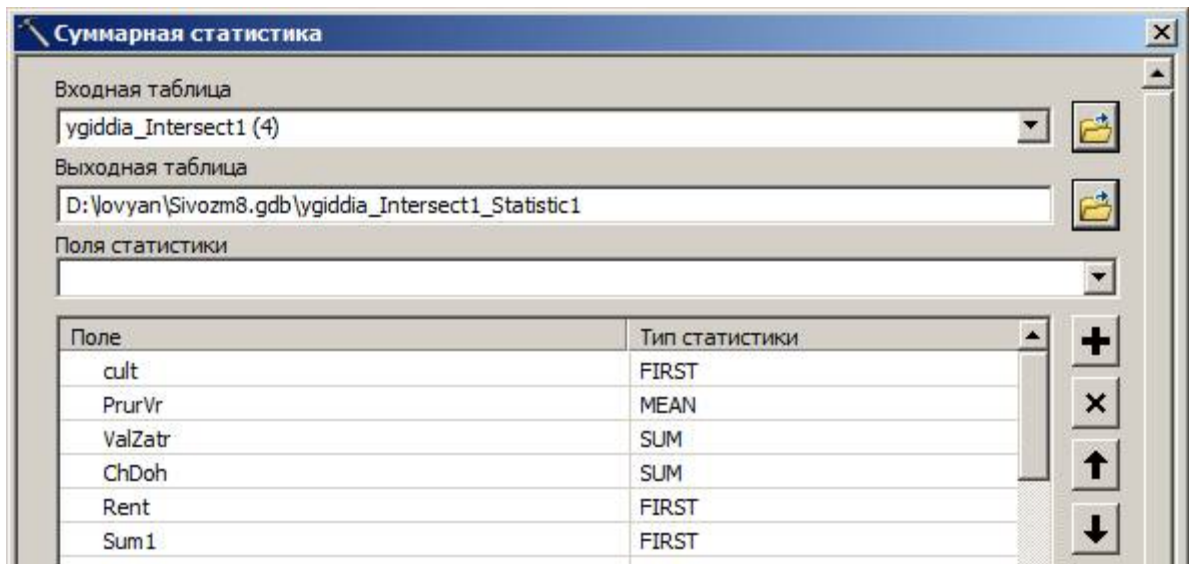 Суммарная статистика
Входная таблица
ygiddia_Intersect1 (4)
Выходная таблица
D:\lovyan\Sivozm8.gdb\ygiddia_Intersect1_Statistic1
Поля статистики
Поле Тип статистики
cult FIRST
PrurVr MEAN
ValZatr SUM
ChDoh SUM
Rent FIRST
Sum1 FIRST